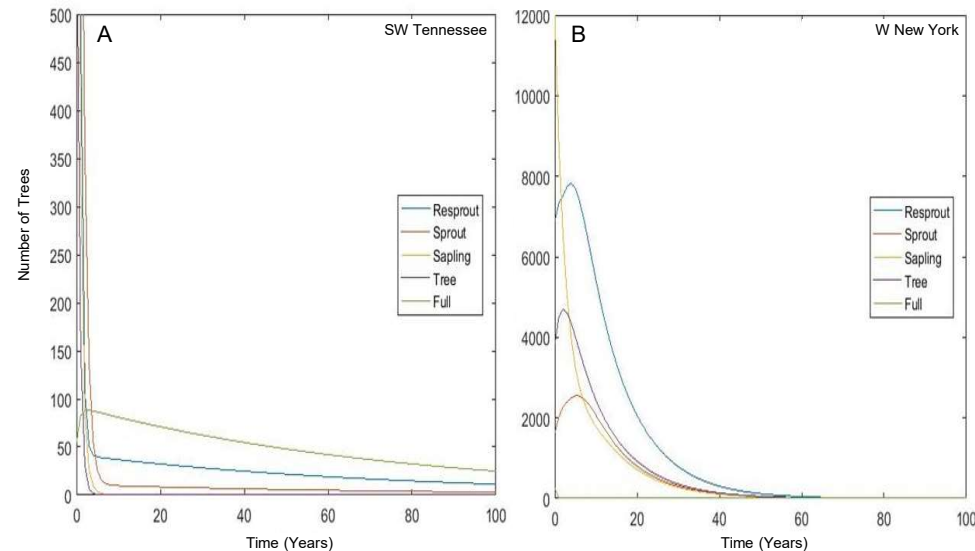 A
SW Tennessee
500
450
400
350
300
250
200
150
100
50
0
Number of Trees
Resprout
Sprout
Sapling
Tree
Full
0 20 40 60 80 100
Time (Years)
B
W New York
12000
10000
8000
6000
4000
2000
0
Resprout
Sprout
Sapling
Tree
Full
0 20 40 60 80 100
Time (Years)